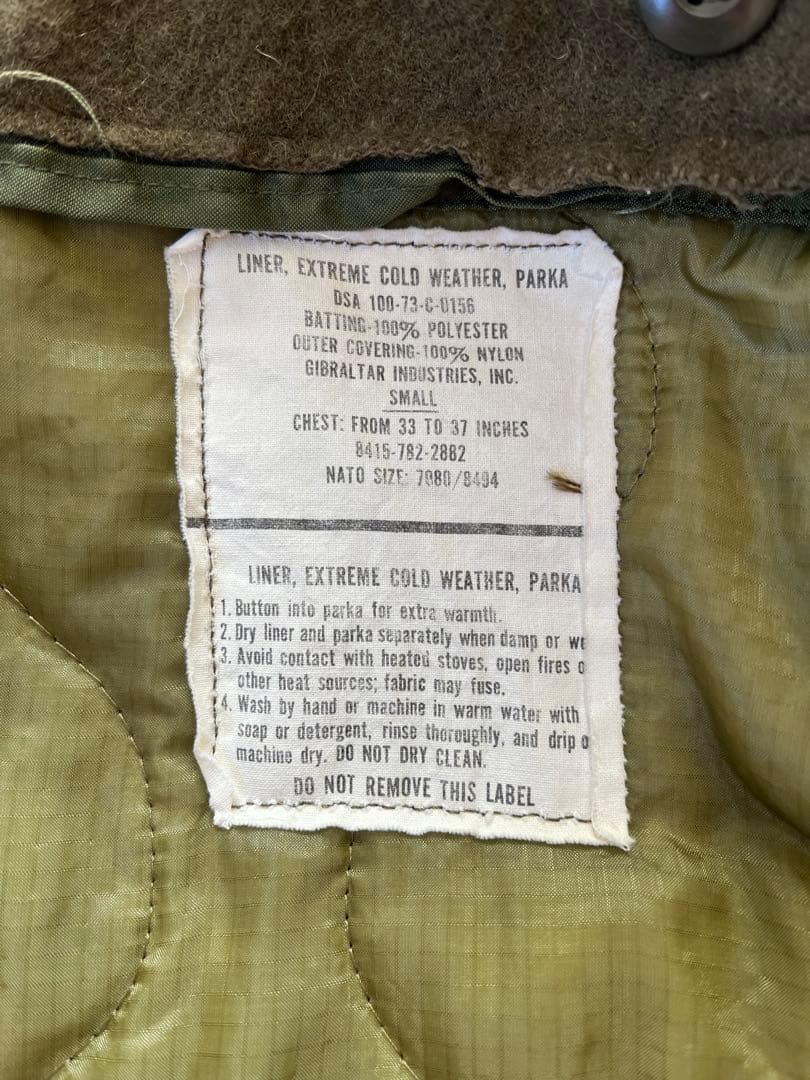 LINER, EXTREME COLD WEATHER, PARKA
DSA 100-73-C-0156
BATTING-100% POLYESTER
OUTER COVERING-100% NYLON
GIBRALTAR INDUSTRIES, INC.
SMALL
CHEST: FROM 33 TO 37 INCHES
8415-782-2882
NATO SIZE: 7080/8494
LINER, EXTREME COLD WEATHER, PARKA
1. Button into parka for extra warmth.
2. Dry liner and parka separately when damp or we
3. Avoid contact with heated stoves, open fires o
other heat sources; fabric may fuse.
4. Wash by hand or machine in warm water with
soap or detergent, rinse thoroughly, and drip o
machine dry. DO NOT DRY CLEAN.
DO NOT REMOVE THIS LABEL